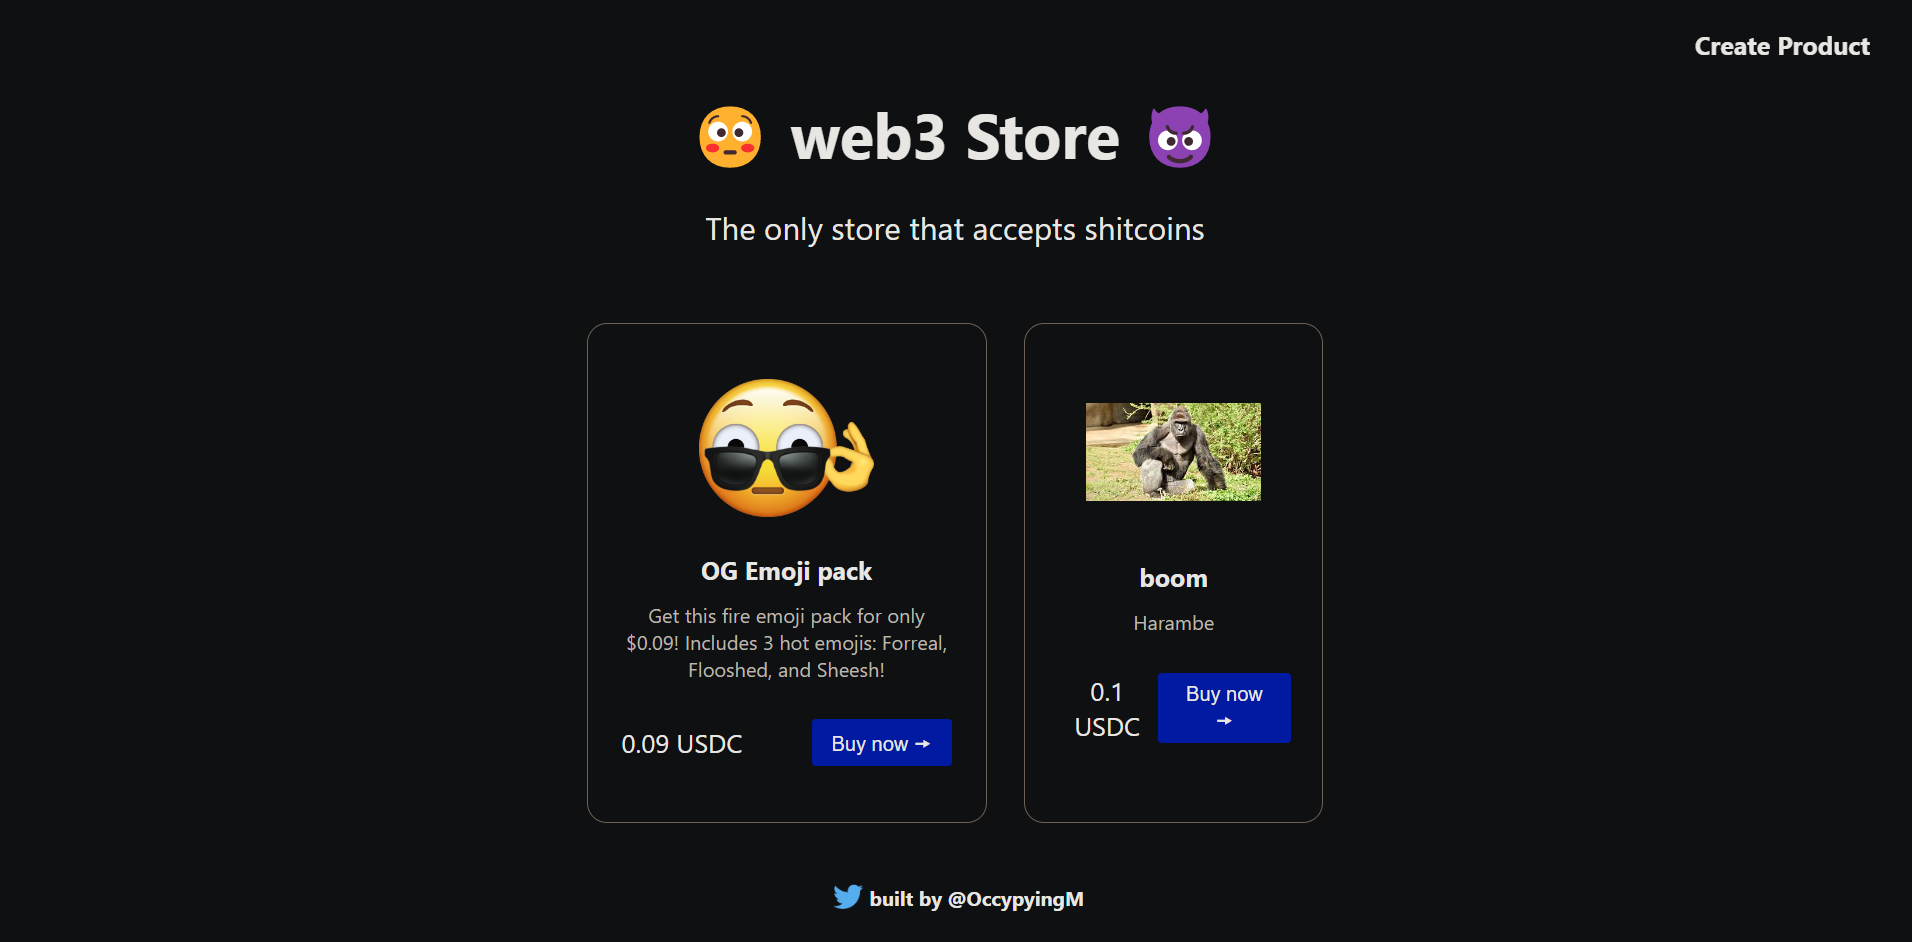 Create Product
web3 Store
The only store that accepts shitcoins
OG Emoji pack
Get this fire emoji pack for only
$0.09! Includes 3 hot emojis: Forreal,
Flooshed, and Sheesh!
0.09 USDC
Buy now →
boom
Harambe
0.1
USDC
Buy now
→
built by @OccypyingM